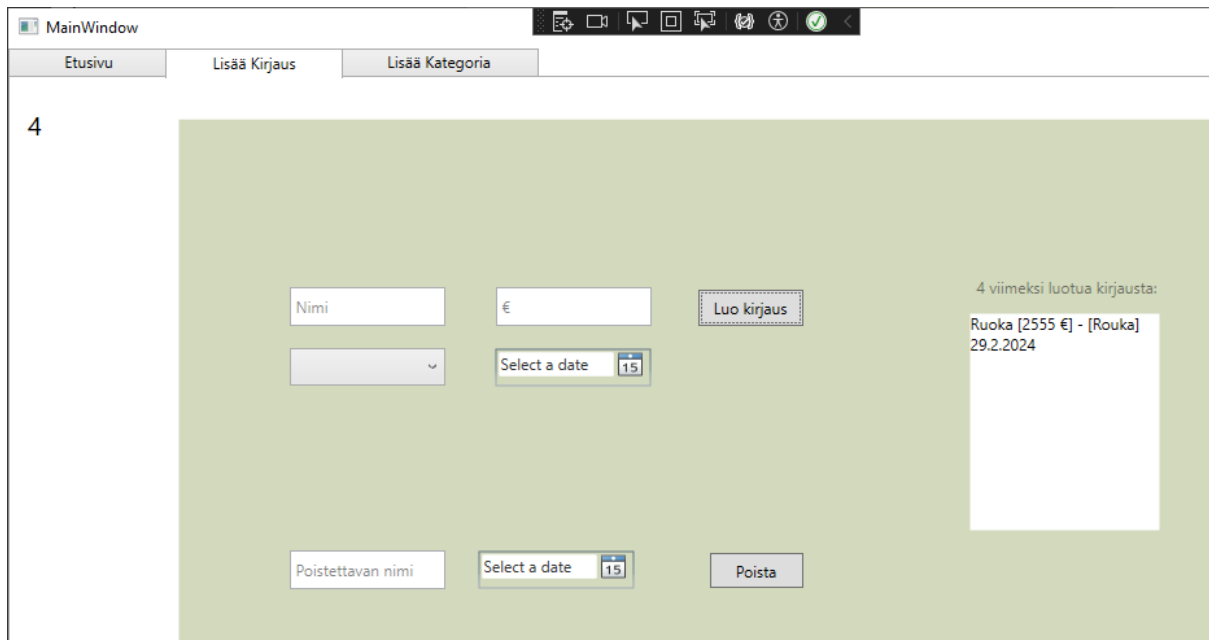 MainWindow
Etusivu
Lisää Kirjaus
Lisää Kategoria
4
4 viimeksi luotua kirjausta:
Nimi
€
Luo kirjaus
Ruoka [2555 €] - [Rouka]
29.2.2024
Select a date
15
Poistettavan nimi
Select a date
15
Poista